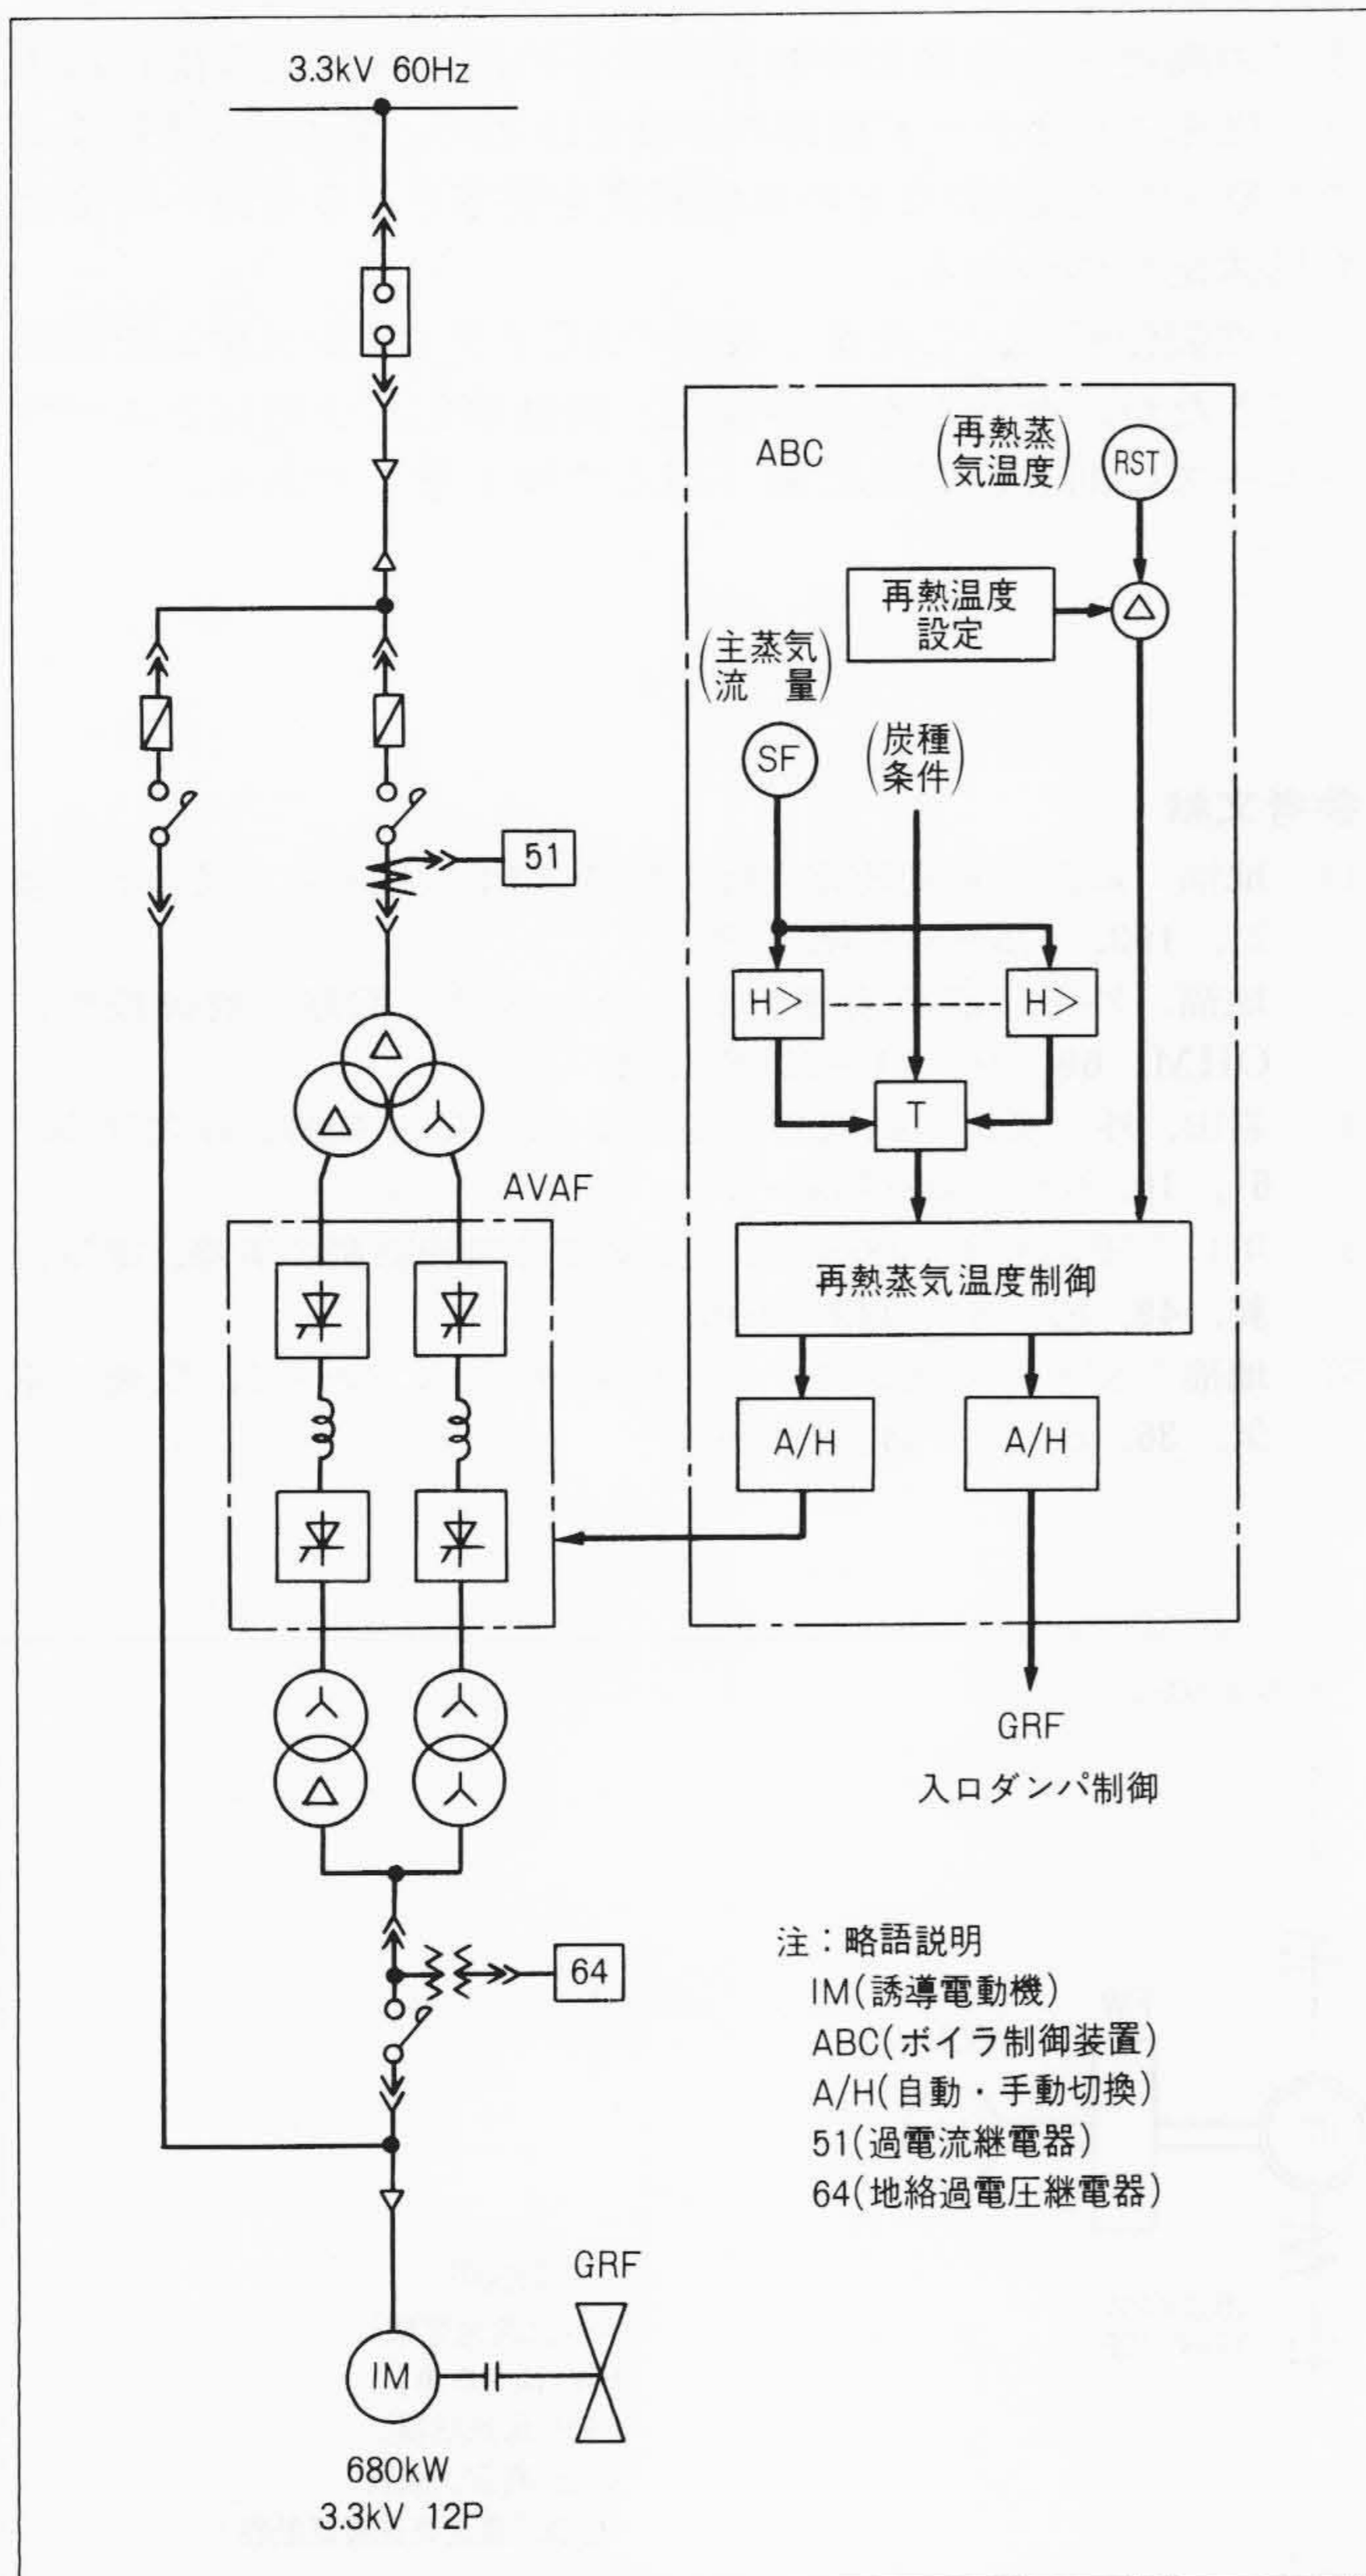 3.3kV 60Hz
ABC
(再熱蒸
気温度)
RST
再熱温度
設定
(主蒸気
流 量)
(炭種
条件)
SF
51
H>
H>
T
AVAF
再熱蒸気温度制御
A/H
A/H
GRF
入口ダンパ制御
64
注:略語説明
IM(誘導電動機)
ABC(ボイラ制御装置)
A/H(自動・手動切換)
51(過電流継電器)
64(地絡過電圧継電器)
GRF
IM
680kW
3.3kV 12P